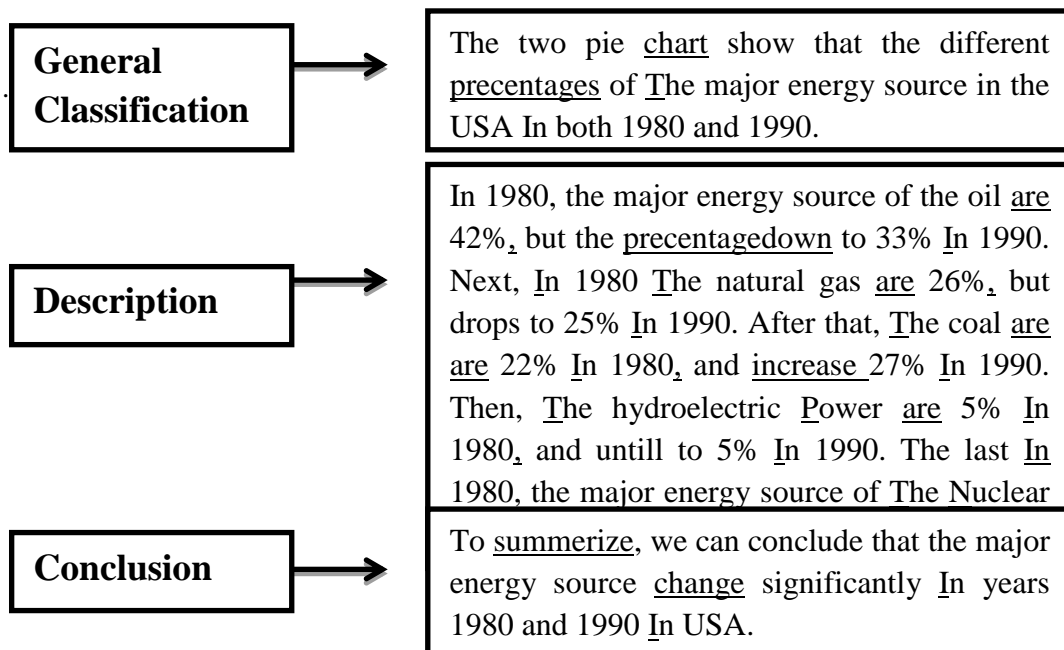 General
Classification
The two pie chart show that the different
precentages of The major energy source in the
USA In both 1980 and 1990.
Description
In 1980, the major energy source of the oil are
42%, but the precentagedown to 33% In 1990.
Next, In 1980 The natural gas are 26%, but
drops to 25% In 1990. After that, The coal are
are 22% In 1980, and increase 27% In 1990.
Then, The hydroelectric Power are 5% In
1980, and untill to 5% In 1990. The last In
1980, the major energy source of The Nuclear
Conclusion
To summerize, we can conclude that the major
energy source change significantly In years
1980 and 1990 In USA.